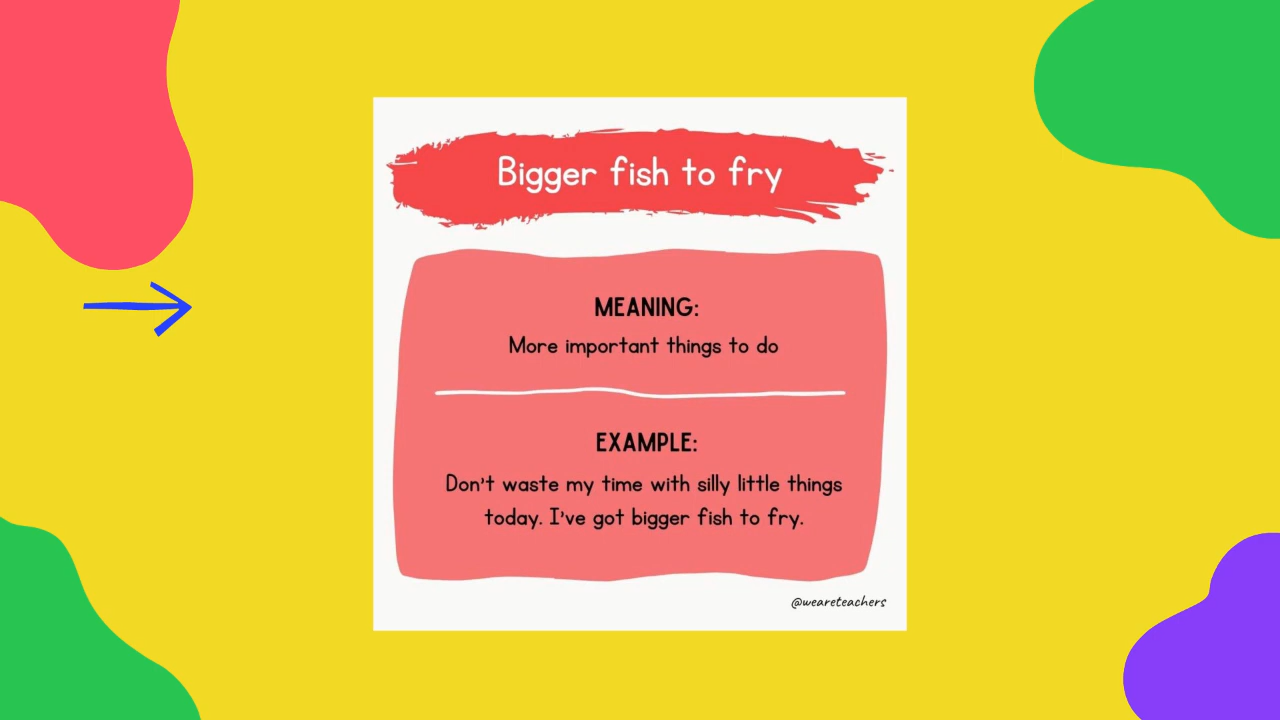 Bigger fish to fry
MEANING:
More important things to do
EXAMPLE:
Don't waste my time with silly little things
today. I've got bigger fish to fry.
@weareteachers